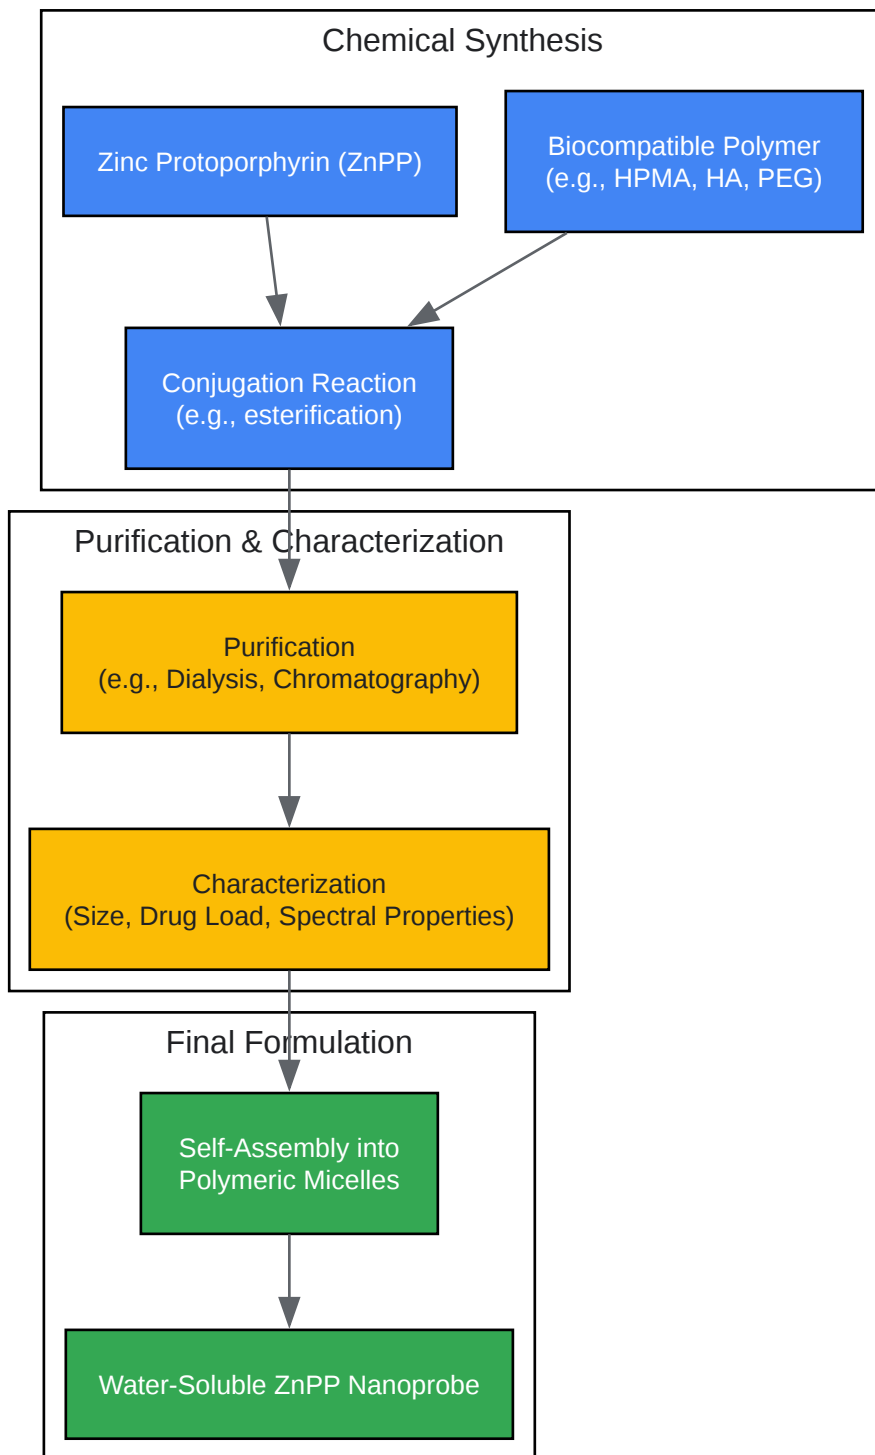 Chemical Synthesis
Zinc Protoporphyrin (ZnPP)
Biocompatible Polymer
(e.g., HPMA, HA, PEG)
Conjugation Reaction
(e.g., esterification)
Purification & Characterization
Purification
(e.g., Dialysis, Chromatography)
Characterization
(Size, Drug Load, Spectral Properties)
Final Formulation
Self-Assembly into
Polymeric Micelles
Water-Soluble ZnPP Nanoprobe